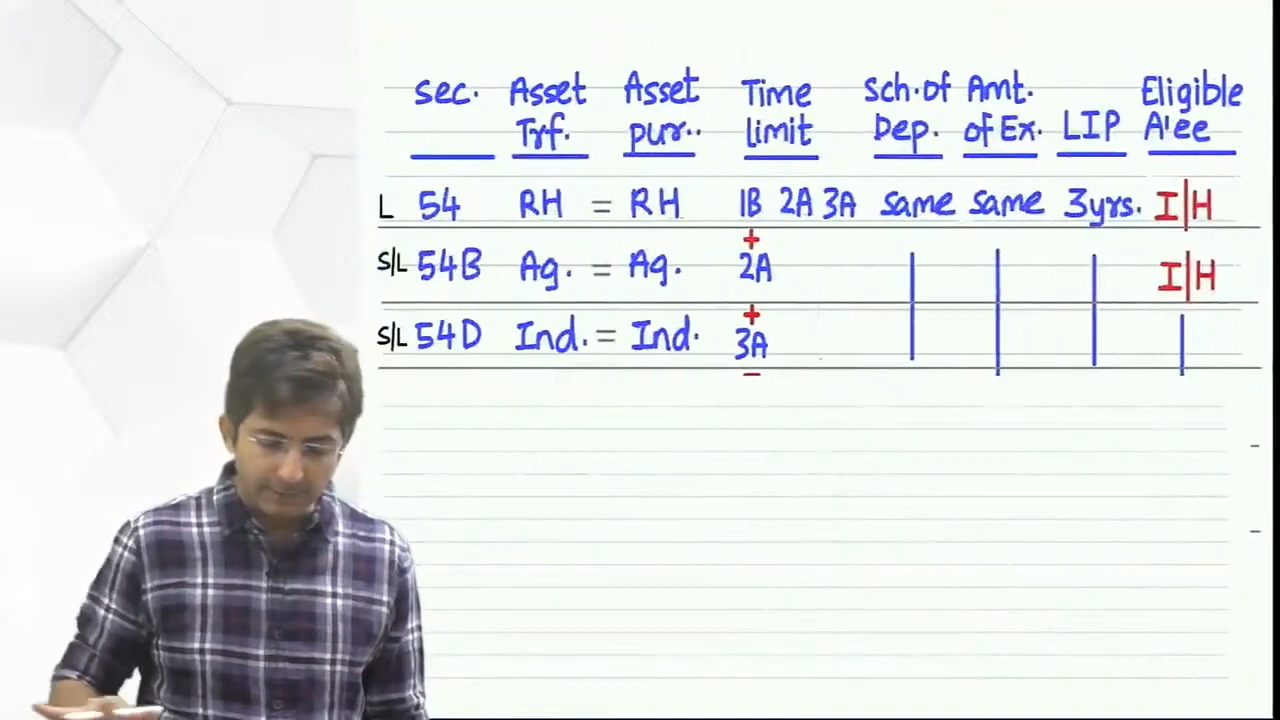 sec. Asset Trf. Asset pur.. Time limit Sch.of Dep. Amt. of Ex. LIP Eligible A'ee
L 54 RH = RH 1B 2A 3A same same 3yrs. I|H
+
S/L 54B Ag. = Ag. 2A I|H
+
S/L 54D Ind. = Ind. 3A